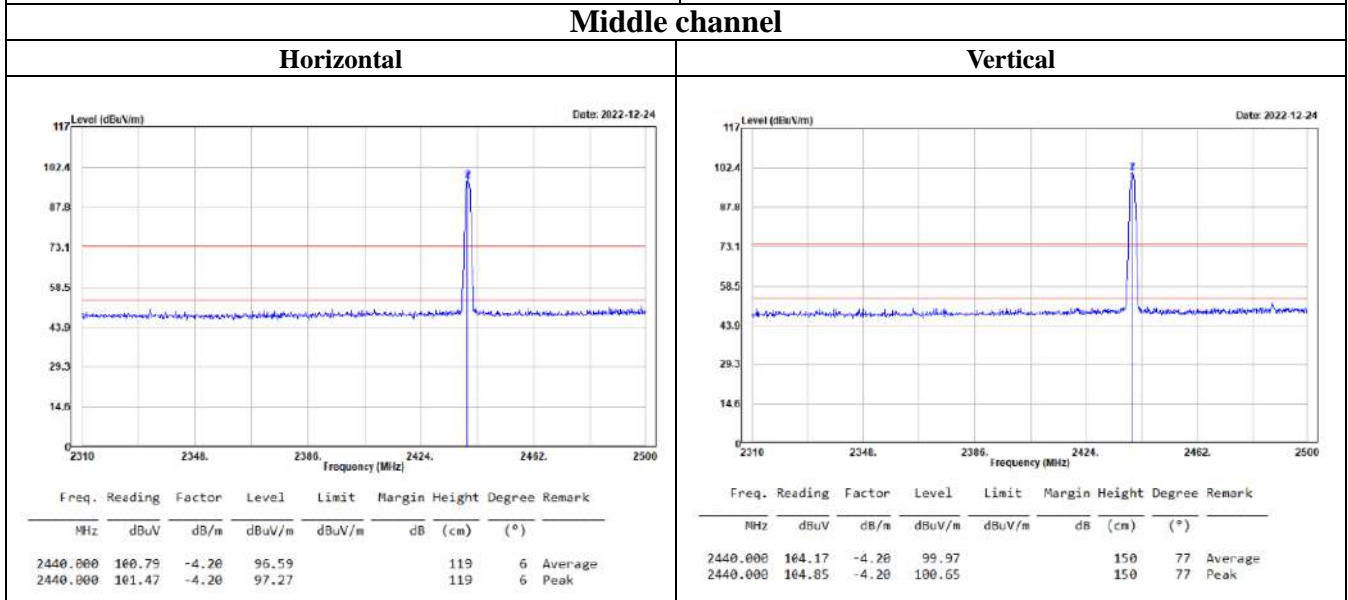 Middle channel
Horizontal
Vertical
Level (dBuV/m)
Date: 2022-12-24
117
102.4
87.8
73.1
58.5
43.9
29.3
14.6
0
2310
2348.
2386.
2424.
2462.
2500
Frequency (MHz)
Freq. Reading Factor Level Limit Margin Height Degree Remark
MHz dBuV dB/m dBuV/m dBuV/m dB (cm) (°)
2440.000 100.79 -4.20 96.59 119 6 Average
2440.000 101.47 -4.20 97.27 119 6 Peak
Level (dBuV/m)
Date: 2022-12-24
117
102.4
87.8
73.1
58.5
43.9
29.3
14.6
0
2310
2348.
2386.
2424.
2462.
2500
Frequency (MHz)
Freq. Reading Factor Level Limit Margin Height Degree Remark
MHz dBuV dB/m dBuV/m dBuV/m dB (cm) (°)
2440.000 104.17 -4.20 99.97 150 77 Average
2440.000 104.85 -4.20 100.65 150 77 Peak